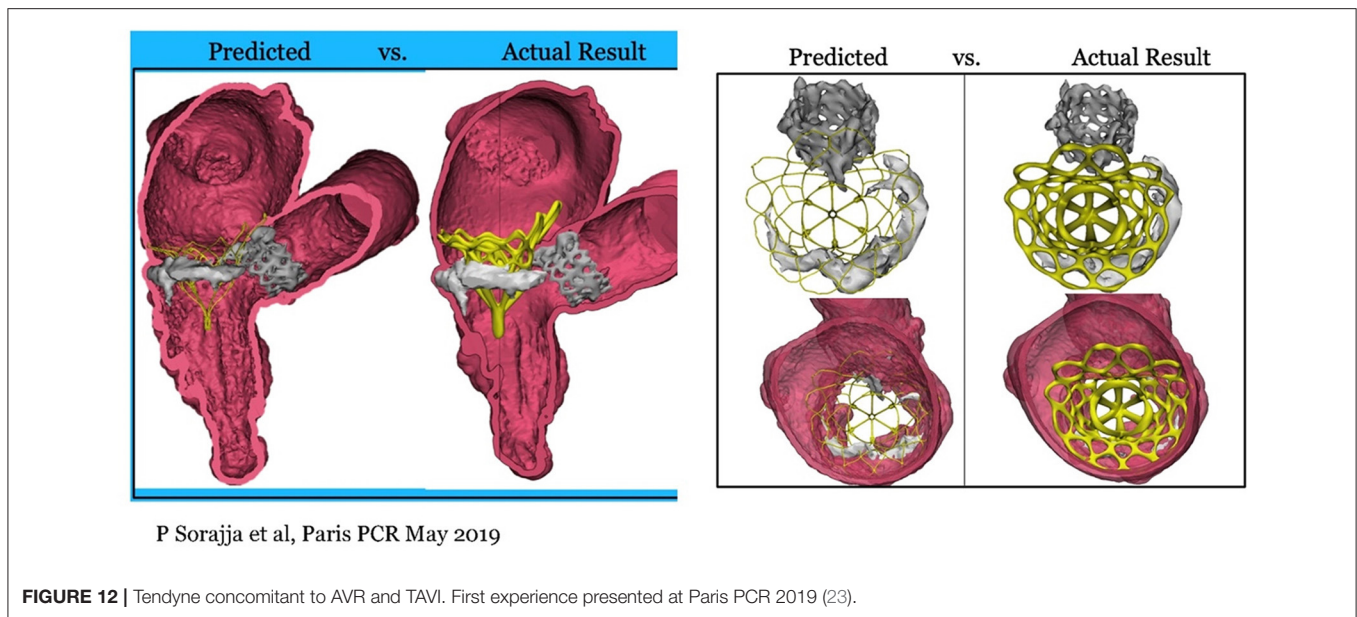 Predicted vs. Actual Result
Predicted vs. Actual Result
P Sorajja et al, Paris PCR May 2019
FIGURE 12 | Tendyne concomitant to AVR and TAVI. First experience presented at Paris PCR 2019 (23).